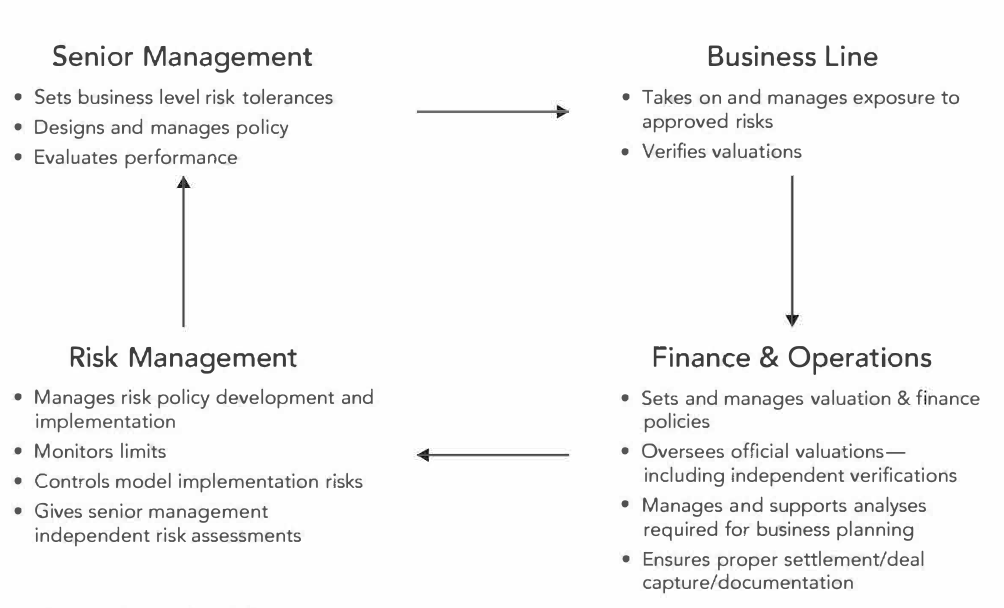 Senior Management
• Sets business level risk tolerances
• Designs and manages policy
• Evaluates performance
Business Line
• Takes on and manages exposure to
approved risks
• Verifies valuations
Risk Management
• Manages risk policy development and
implementation
• Monitors limits
• Controls model implementation risks
• Gives senior management
independent risk assessments
Finance & Operations
• Sets and manages valuation & finance
policies
• Oversees official valuations—
including independent verifications
• Manages and supports analyses
required for business planning
• Ensures proper settlement/deal
capture/documentation